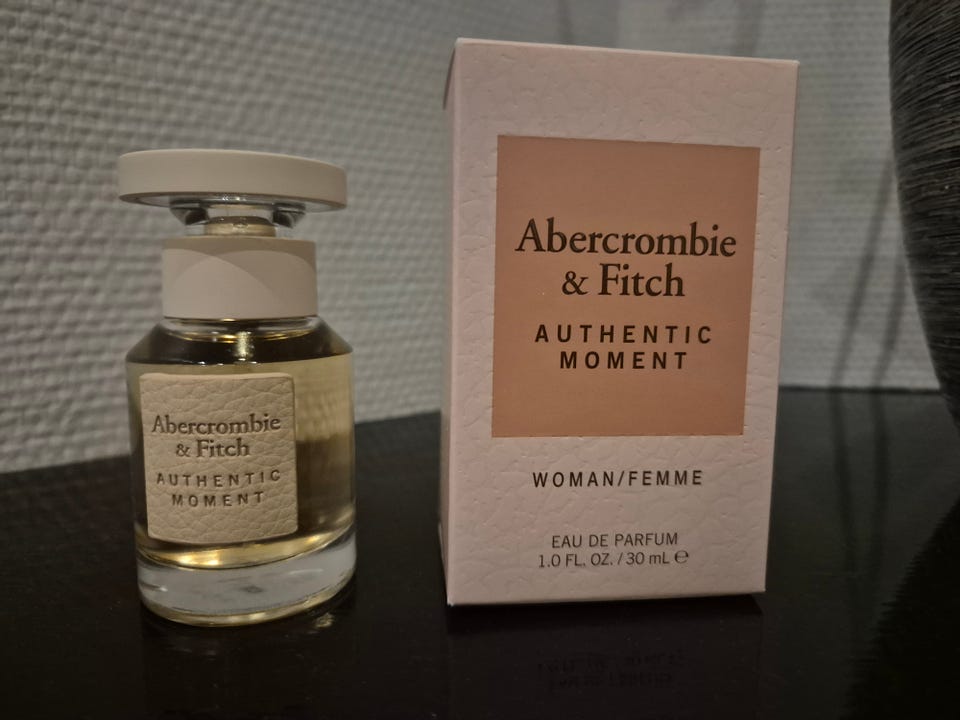 Abercrombie
& Fitch
AUTHENTIC
MOMENT
Abercrombie
& Fitch
AUTHENTIC
MOMENT
WOMAN/FEMME
EAU DE PARFUM
1.0 FL. OZ. / 30 mL ℮